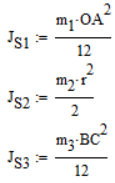 J_S1 := m_1·OA^2 / 12
J_S2 := m_2·r^2 / 2
J_S3 := m_3·BC^2 / 12